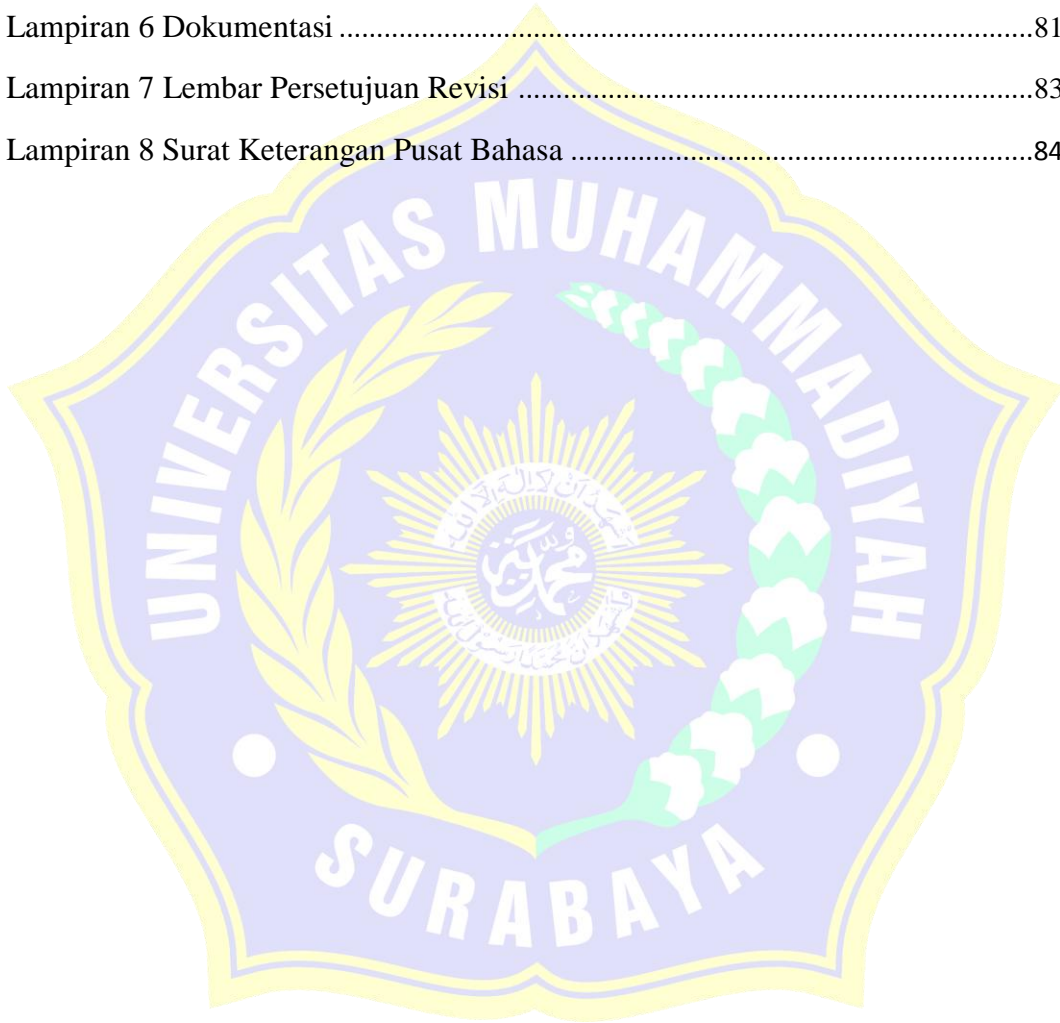 Lampiran 6 Dokumentasi ........................................................................................81
Lampiran 7 Lembar Persetujuan Revisi .................................................................83
Lampiran 8 Surat Keterangan Pusat Bahasa ..........................................................84
UNIVERSITAS MUHAMMADIYAH
محمد
SURABAYA